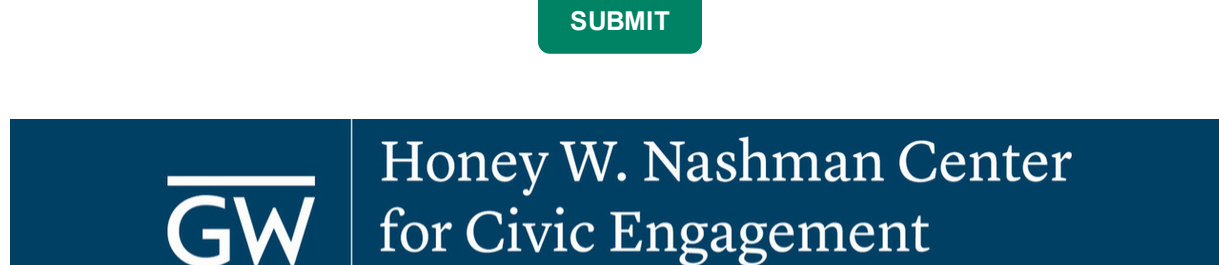 SUBMIT
Honey W. Nashman Center
GW
for Civic Engagement